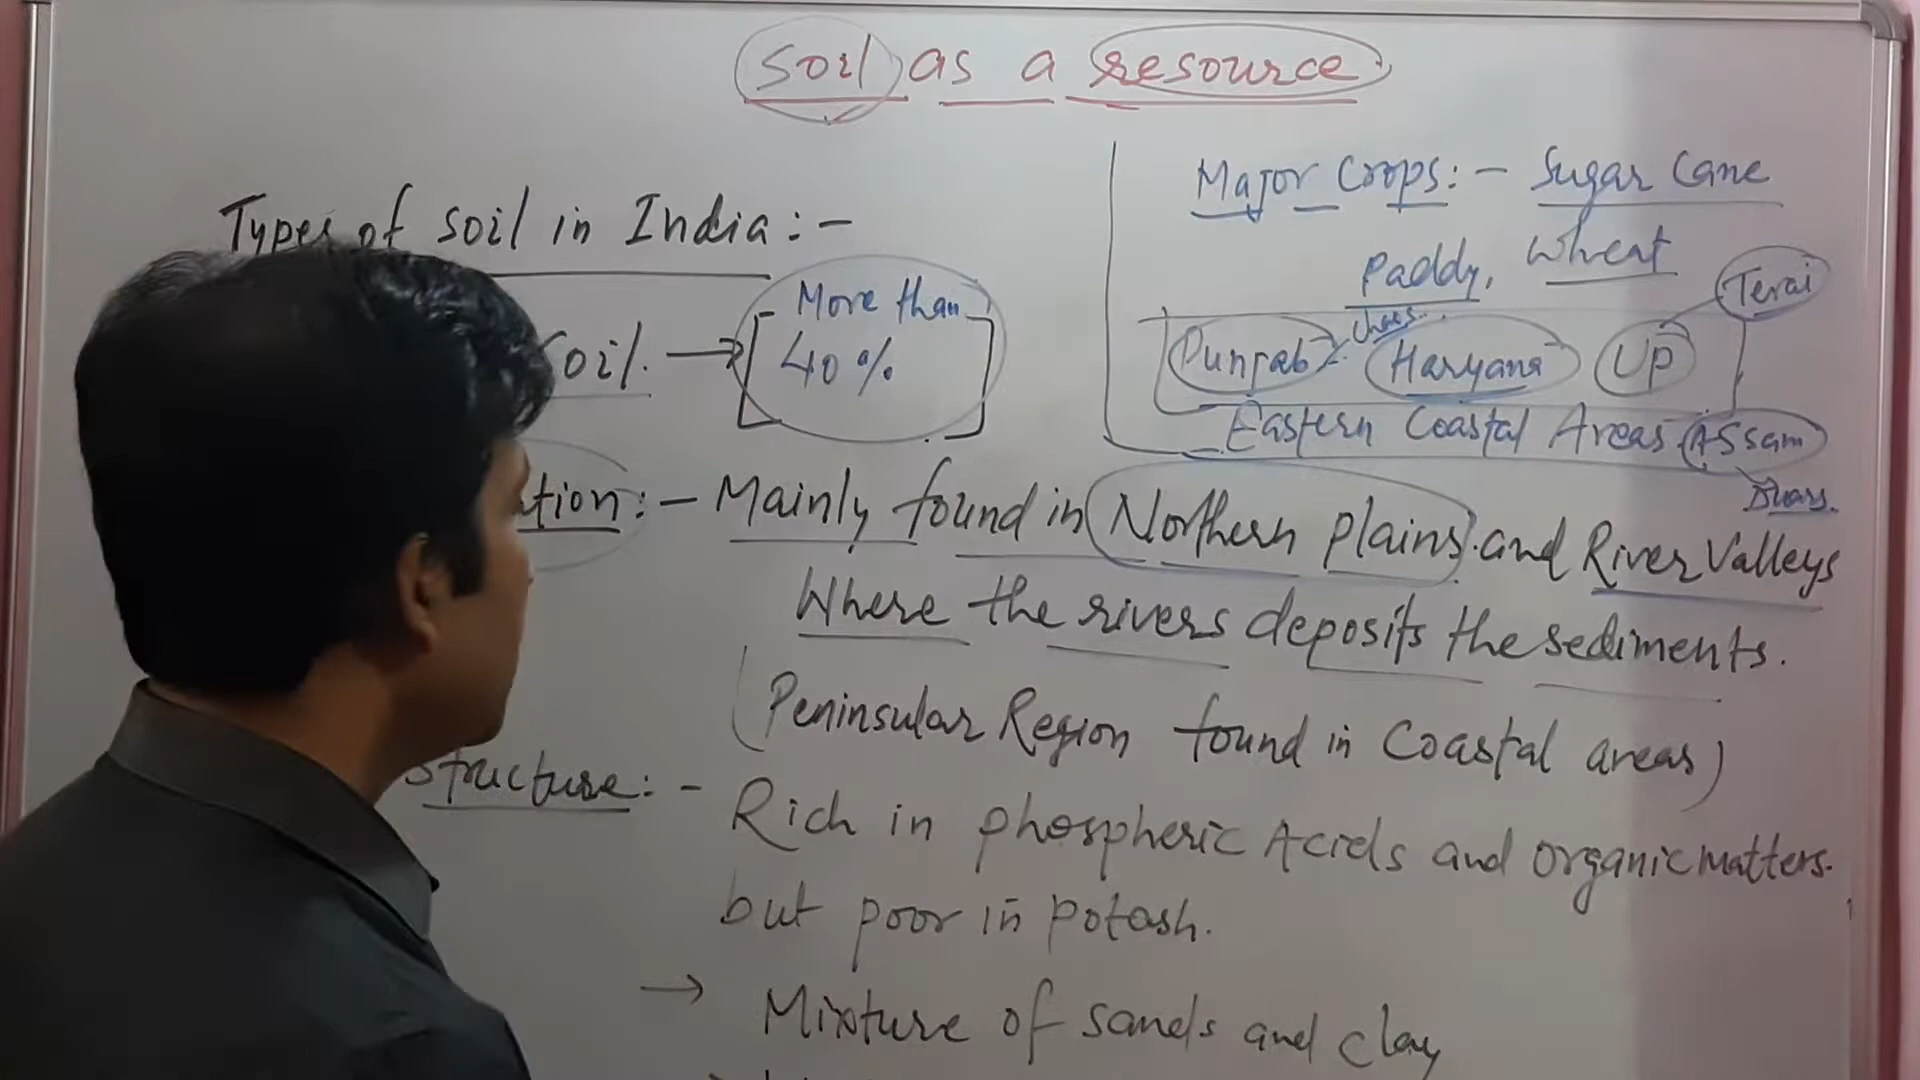 Soil as a resource
Types of soil in India:-
Soil. → [More than
40%]
Major Crops:- Sugar Cane
Paddy, Wheat
Terai
Punjab Haryana UP
Eastern Coastal Areas Assam
Duars.
ation:- Mainly found in Northern plains and River Valleys
Where the rivers deposits the sediments.
(Peninsular Region found in Coastal areas)
Structure:- Rich in phospheric Acids and organic matters.
but poor in potash.
→ Mixture of sands and clay